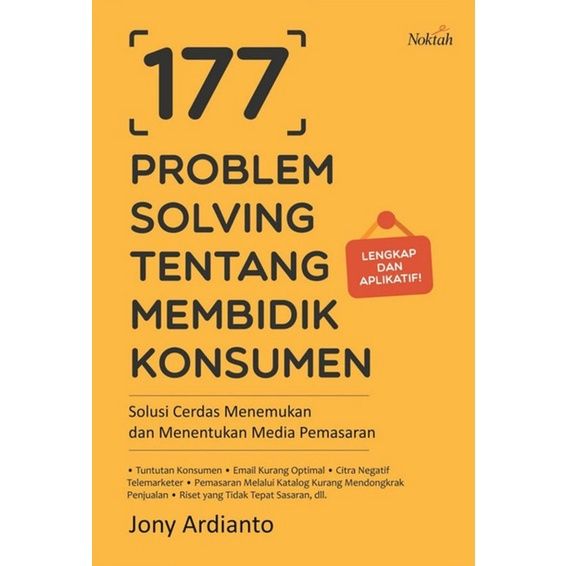 Noktah
177
PROBLEM
SOLVING
TENTANG
MEMBIDIK
KONSUMEN
LENGKAP
DAN
APLIKATIF!
Solusi Cerdas Menemukan
dan Menentukan Media Pemasaran
• Tuntutan Konsumen • Email Kurang Optimal • Citra Negatif
Telemarketer • Pemasaran Melalui Katalog Kurang Mendongkrak
Penjualan • Riset yang Tidak Tepat Sasaran, dll.
Jony Ardianto